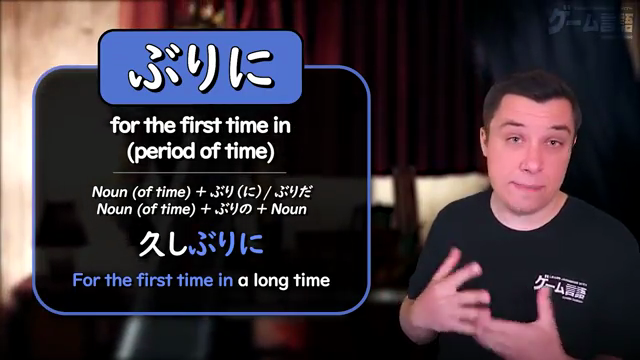 ぶりに
for the first time in
(period of time)
Noun (of time) + ぶり(に) / ぶりだ
Noun (of time) + ぶりの + Noun
久しぶりに
For the first time in a long time
ゲーム言語
ゲーム言語